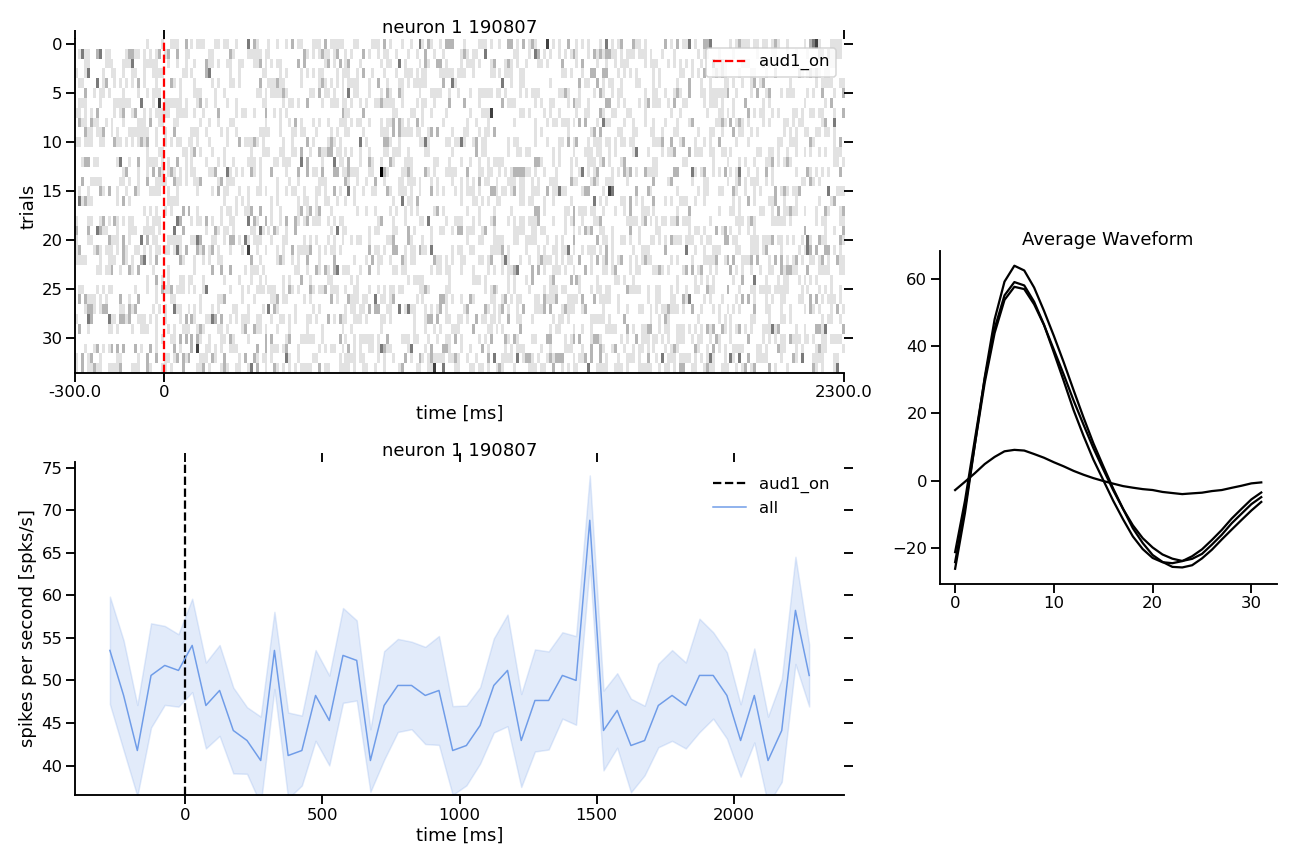 neuron 1 190807
aud1_on
trials
0
5
10
15
20
25
30
-300.0 0 2300.0
time [ms]
neuron 1 190807
aud1_on
all
spikes per second [spks/s]
75
70
65
60
55
50
45
40
0 500 1000 1500 2000
time [ms]
Average Waveform
60
40
20
0
−20
0 10 20 30